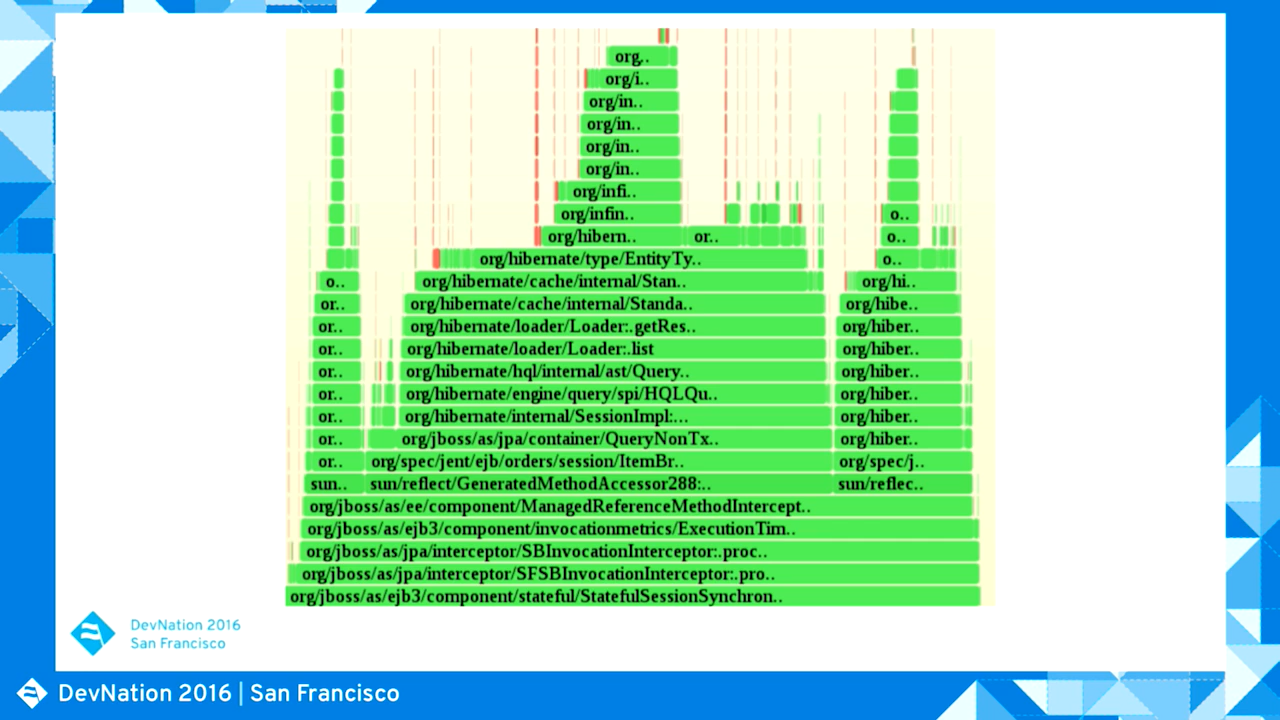 org..
org/i..
org/in..
org/in..
org/in..
org/in..
org/infi..
org/infin.. o..
org/hibern.. or.. o..
org/hibernate/type/EntityTy.. o..
o.. org/hibernate/cache/internal/Stan.. org/hi..
or.. org/hibernate/cache/internal/Standa.. org/hibe..
or.. org/hibernate/loader/Loader:.getRes.. org/hiber..
or.. org/hibernate/loader/Loader:.list org/hiber..
or.. org/hibernate/hql/internal/ast/Query.. org/hiber..
or.. org/hibernate/engine/query/spi/HQLQu.. org/hiber..
or.. org/hibernate/internal/SessionImpl:... org/hiber..
or.. org/jboss/as/jpa/container/QueryNonTx.. org/hiber..
or.. org/spec/jent/ejb/orders/session/ItemBr.. org/spec/j..
sun.. sun/reflect/GeneratedMethodAccessor288:.. sun/reflec..
org/jboss/as/ee/component/ManagedReferenceMethodIntercept..
org/jboss/as/ejb3/component/invocationmetrics/ExecutionTim..
org/jboss/as/jpa/interceptor/SBInvocationInterceptor:.proc..
org/jboss/as/jpa/interceptor/SFSBInvocationInterceptor:.pro..
org/jboss/as/ejb3/component/stateful/StatefulSessionSynchron..
DevNation 2016
San Francisco
DevNation 2016 | San Francisco